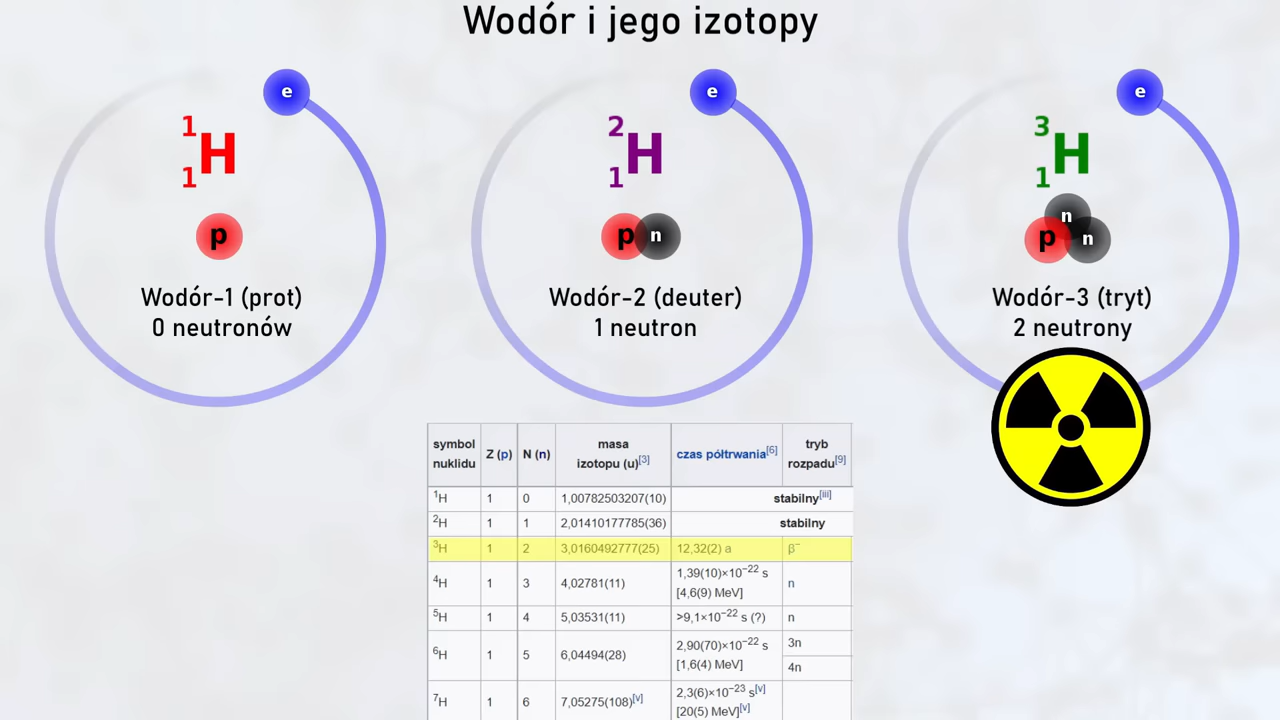 Wodór i jego izotopy
e
1
1H
p
Wodór-1 (prot)
0 neutronów
e
2
1H
p n
Wodór-2 (deuter)
1 neutron
e
3
1H
n
p n
Wodór-3 (tryt)
2 neutrony
symbol nuklidu Z (p) N (n) masa izotopu (u)[3] czas półtrwania[6] tryb rozpadu[9]
¹H 1 0 1,00782503207(10) stabilny[iii]
²H 1 1 2,01410177785(36) stabilny
³H 1 2 3,0160492777(25) 12,32(2) a β⁻
⁴H 1 3 4,02781(11) 1,39(10)×10⁻²² s [4,6(9) MeV] n
⁵H 1 4 5,03531(11) >9,1×10⁻²² s (?) n
⁶H 1 5 6,04494(28) 2,90(70)×10⁻²² s [1,6(4) MeV] 3n
4n
⁷H 1 6 7,05275(108)[v] 2,3(6)×10⁻²³ s[v] [20(5) MeV][v]